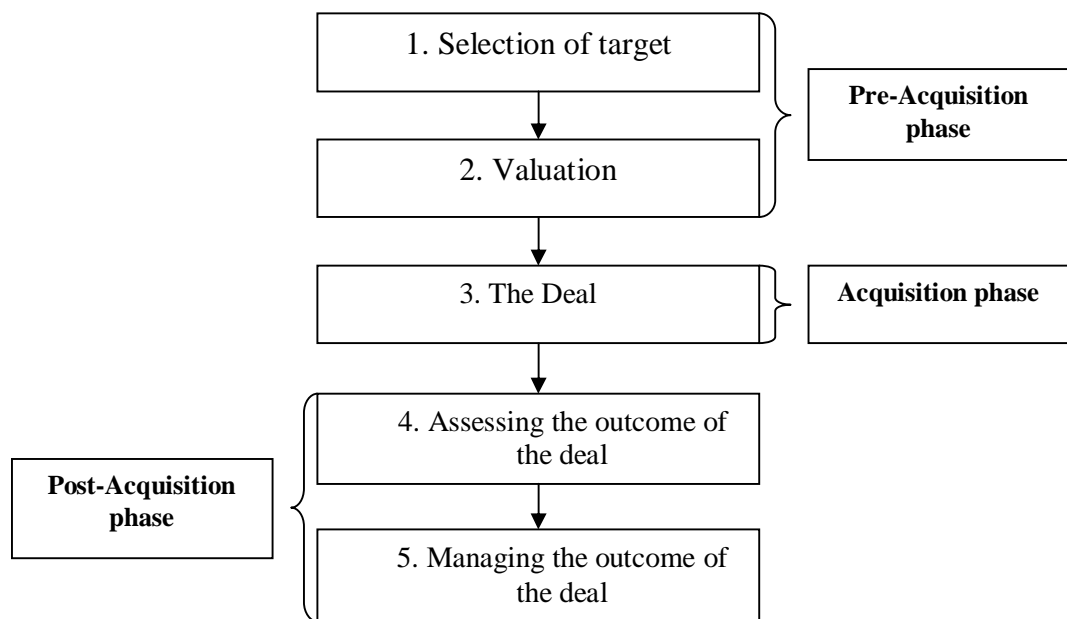 1. Selection of target
Pre-Acquisition
phase
2. Valuation
3. The Deal
Acquisition phase
4. Assessing the outcome of
the deal
Post-Acquisition
phase
5. Managing the outcome of
the deal